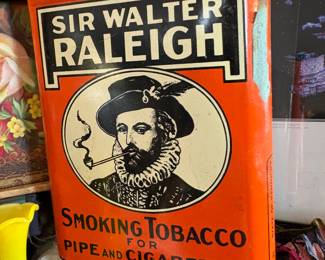 SIR WALTER
RALEIGH
SMOKING TOBACCO
FOR
PIPE AND